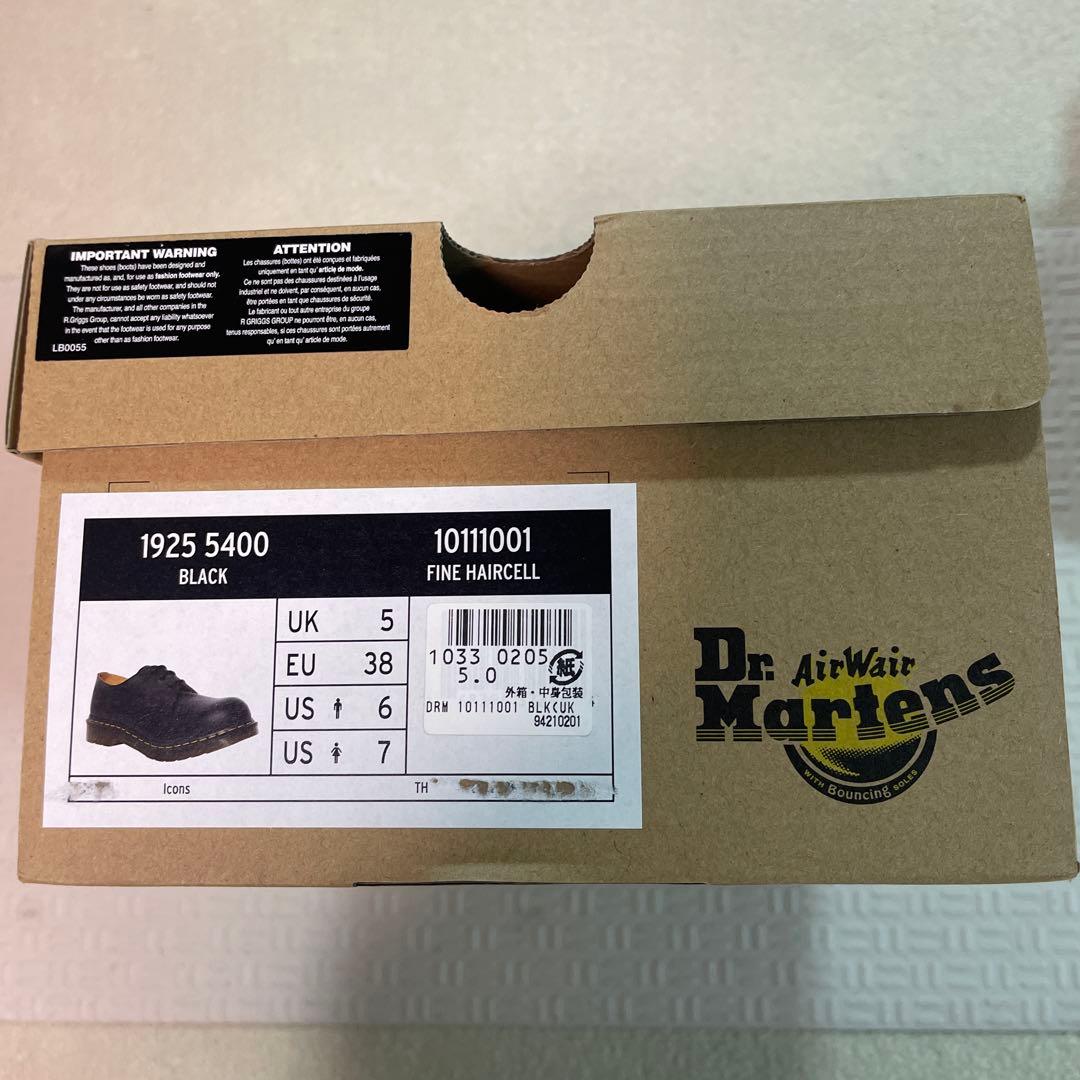 IMPORTANT WARNING
These shoes (boots) have been designed and
manufactured as, and, for use as fashion footwear only.
They are not for use as safety footwear, and should not
under any circumstances be worn as safety footwear.
The manufacturer, and all other companies in the
R.Griggs Group, cannot accept any liability whatsoever
in the event that the footwear is used for any purpose
other than as fashion footwear.
LB0055
ATTENTION
Les chaussures (bottes) ont été conçues et fabriquées
uniquement en tant qu' article de mode.
Ce ne sont pas des chaussures destinées à l'usage
industriel et ne doivent, par conséquent, en aucun cas,
être portées en tant que chaussures de sécurité.
Le fabricant ou tout autre entreprise du groupe
R GRIGGS GROUP ne pourront être, en aucun cas,
tenus responsables, si ces chaussures sont portées autrement
qu' en tant qu' article de mode.
1925 5400
BLACK
10111001
FINE HAIRCELL
UK 5
EU 38
US 6
US 7
1033 0205
5.0
紙
外箱・中身包装
DRM 10111001 BLK<UK
94210201
Icons
TH
Dr. AirWair
Martens
WITH Bouncing SOLES